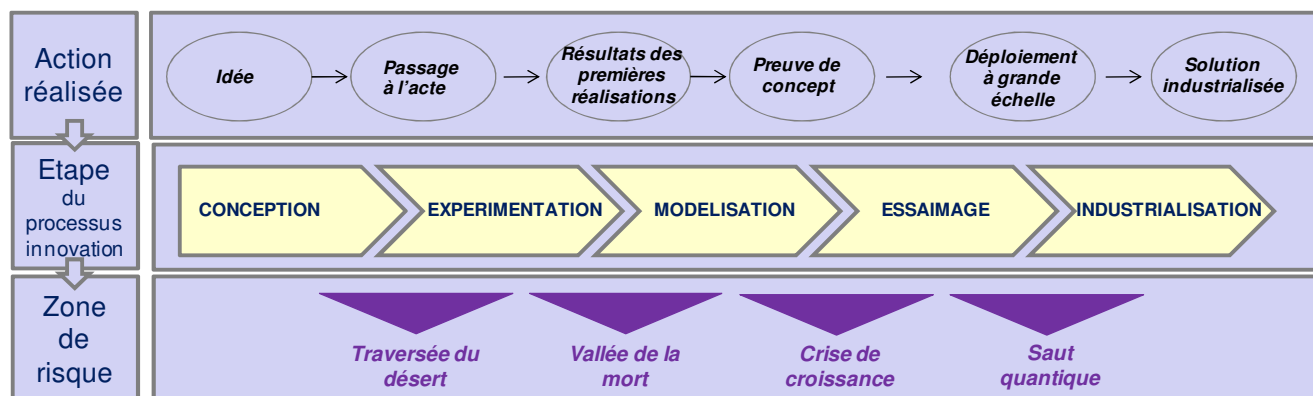 Action
réalisée
Idée
Passage
à l’acte
Résultats des
premières
réalisations
Preuve de
concept
Déploiement
à grande
échelle
Solution
industrialisée
Etape
du
processus
innovation
CONCEPTION
EXPERIMENTATION
MODELISATION
ESSAIMAGE
INDUSTRIALISATION
Zone
de
risque
Traversée du
désert
Vallée de la
mort
Crise de
croissance
Saut
quantique